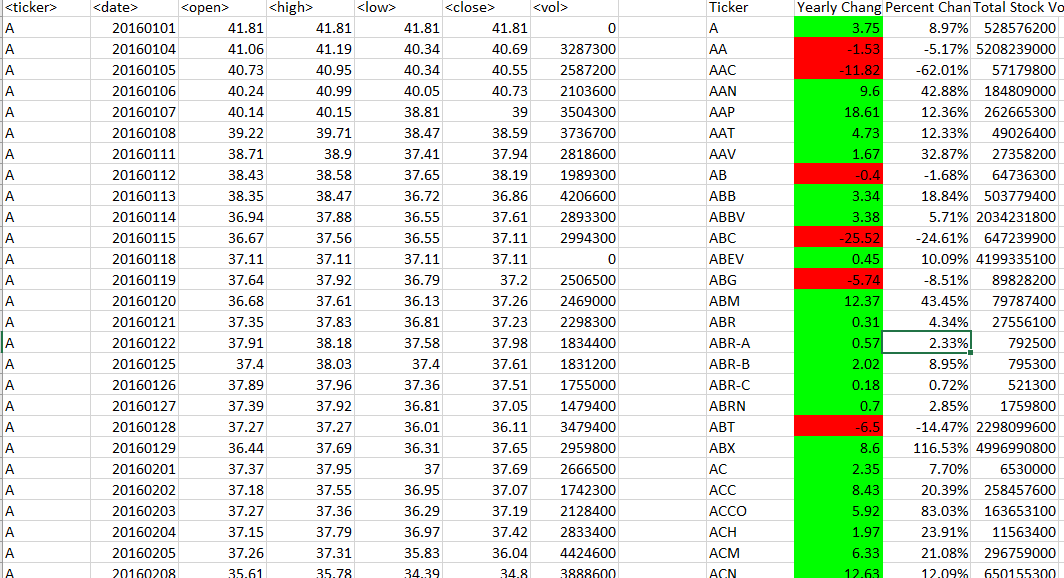 <ticker> <date> <open> <high> <low> <close> <vol> Ticker Yearly Chang Percent Chan Total Stock Vo
A 20160101 41.81 41.81 41.81 41.81 0 A 3.75 8.97% 528576200
A 20160104 41.06 41.19 40.34 40.69 3287300 AA -1.53 -5.17% 5208239000
A 20160105 40.73 40.95 40.34 40.55 2587200 AAC -11.82 -62.01% 57179800
A 20160106 40.24 40.99 40.05 40.73 2103600 AAN 9.6 42.88% 184809000
A 20160107 40.14 40.15 38.81 39 3504300 AAP 18.61 12.36% 262665300
A 20160108 39.22 39.71 38.47 38.59 3736700 AAT 4.73 12.33% 49026400
A 20160111 38.71 38.9 37.41 37.94 2818600 AAV 1.67 32.87% 27358200
A 20160112 38.43 38.58 37.65 38.19 1989300 AB -0.4 -1.68% 64736300
A 20160113 38.35 38.47 36.72 36.86 4206600 ABB 3.34 18.84% 503779400
A 20160114 36.94 37.88 36.55 37.61 2893300 ABBV 3.38 5.71% 2034231800
A 20160115 36.67 37.56 36.55 37.11 2994300 ABC -25.52 -24.61% 647239900
A 20160118 37.11 37.11 37.11 37.11 0 ABEV 0.45 10.09% 4199335100
A 20160119 37.64 37.92 36.79 37.2 2506500 ABG -5.74 -8.51% 89828200
A 20160120 36.68 37.61 36.13 37.26 2469000 ABM 12.37 43.45% 79787400
A 20160121 37.35 37.83 36.81 37.23 2298300 ABR 0.31 4.34% 27556100
A 20160122 37.91 38.18 37.58 37.98 1834400 ABR-A 0.57 2.33% 792500
A 20160125 37.4 38.03 37.4 37.61 1831200 ABR-B 2.02 8.95% 795300
A 20160126 37.89 37.96 37.36 37.51 1755000 ABR-C 0.18 0.72% 521300
A 20160127 37.39 37.92 36.81 37.05 1479400 ABRN 0.7 2.85% 1759800
A 20160128 37.27 37.27 36.01 36.11 3479400 ABT -6.5 -14.47% 2298099600
A 20160129 36.44 37.69 36.31 37.65 2959800 ABX 8.6 116.53% 4996990800
A 20160201 37.37 37.95 37 37.69 2666500 AC 2.35 7.70% 6530000
A 20160202 37.18 37.55 36.95 37.07 1742300 ACC 8.43 20.39% 258457600
A 20160203 37.27 37.36 36.29 37.19 2128400 ACCO 5.92 83.03% 163653100
A 20160204 37.15 37.79 36.97 37.42 2833400 ACH 1.97 23.91% 11563400
A 20160205 37.26 37.31 35.83 36.04 4424600 ACM 6.33 21.08% 296759000
A 20160208 35.61 35.78 34.39 34.8 3888600 ACN 12.63 12.09% 650155300